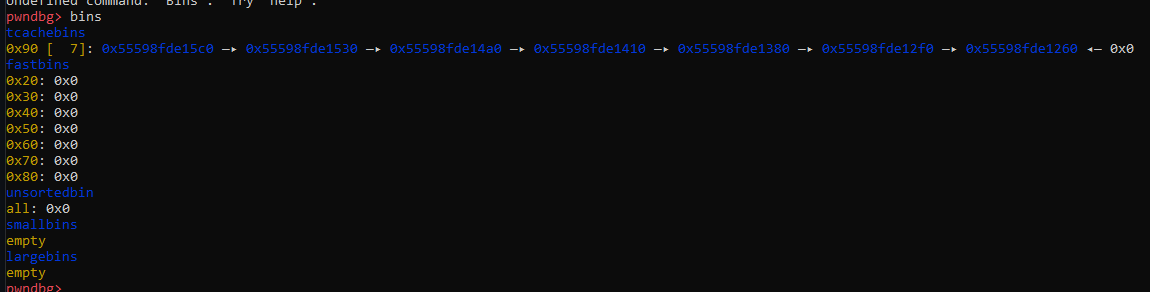 Undefined command: "Bins". Try "help".
pwndbg> bins
tcachebins
0x90 [  7]: 0x55598fde15c0 —▸ 0x55598fde1530 —▸ 0x55598fde14a0 —▸ 0x55598fde1410 —▸ 0x55598fde1380 —▸ 0x55598fde12f0 —▸ 0x55598fde1260 ◂— 0x0
fastbins
0x20: 0x0
0x30: 0x0
0x40: 0x0
0x50: 0x0
0x60: 0x0
0x70: 0x0
0x80: 0x0
unsortedbin
all: 0x0
smallbins
empty
largebins
empty
pwndbg>